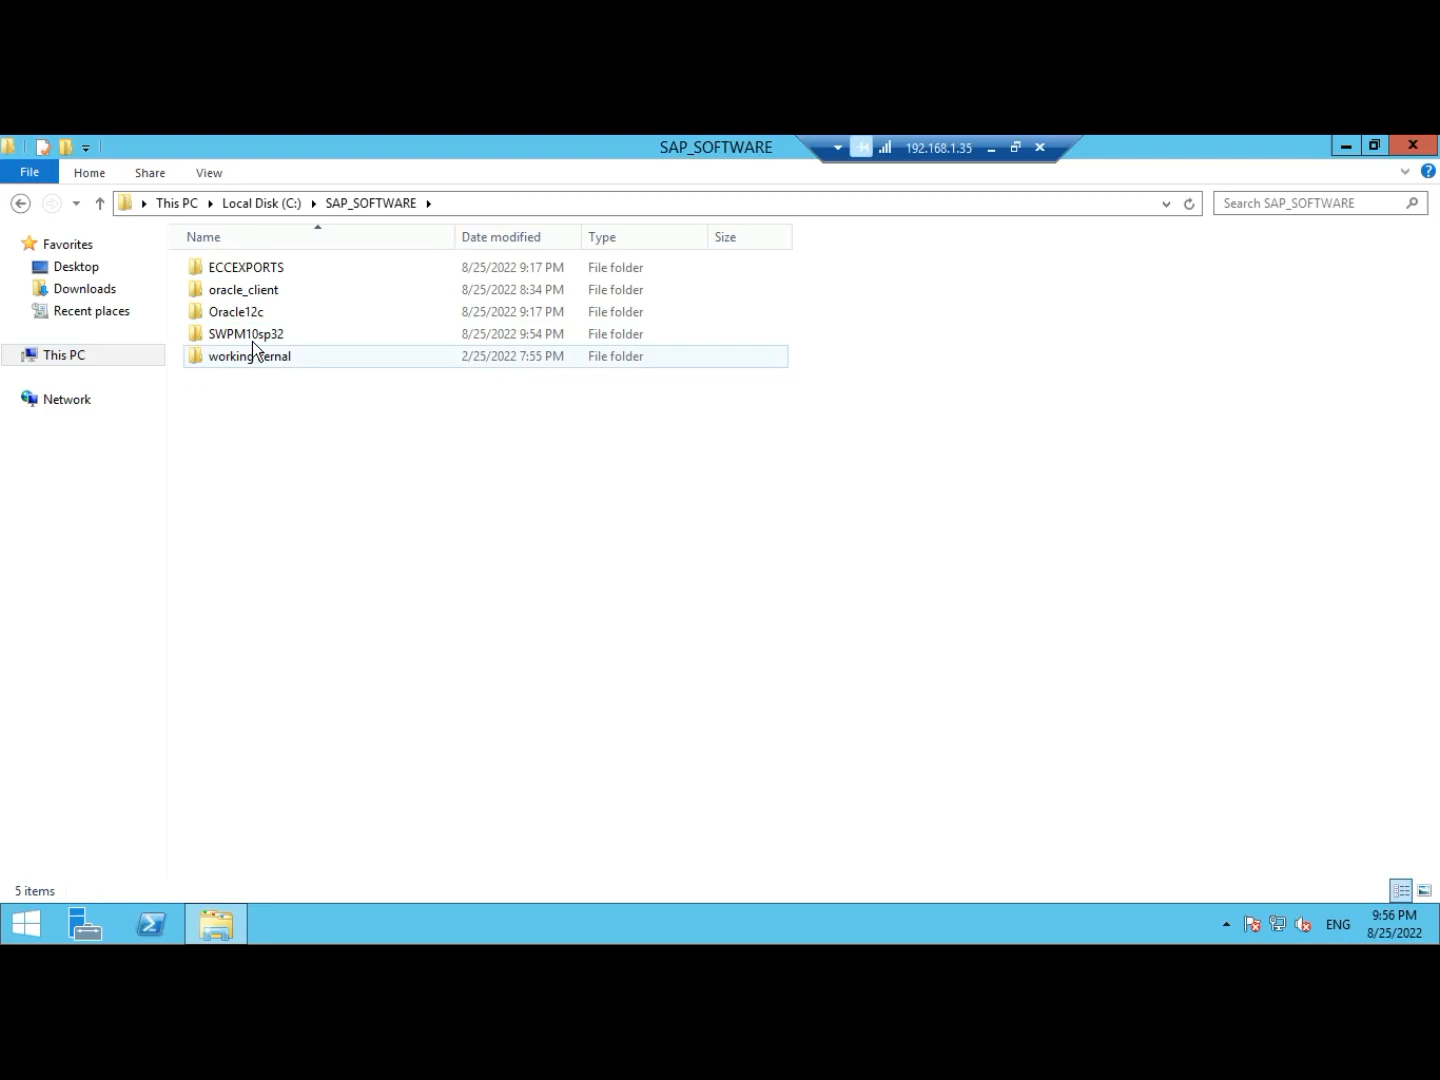 SAP_SOFTWARE
192.168.1.35
File Home Share View
This PC Local Disk (C:) SAP_SOFTWARE
Search SAP_SOFTWARE
Name Date modified Type Size
Favorites
Desktop
Downloads
Recent places
This PC
Network
ECCEXPORTS 8/25/2022 9:17 PM File folder
oracle_client 8/25/2022 8:34 PM File folder
Oracle12c 8/25/2022 9:17 PM File folder
SWPM10sp32 8/25/2022 9:54 PM File folder
2/25/2022 7:55 PM File folder
5 items
ENG
9:56 PM
8/25/2022